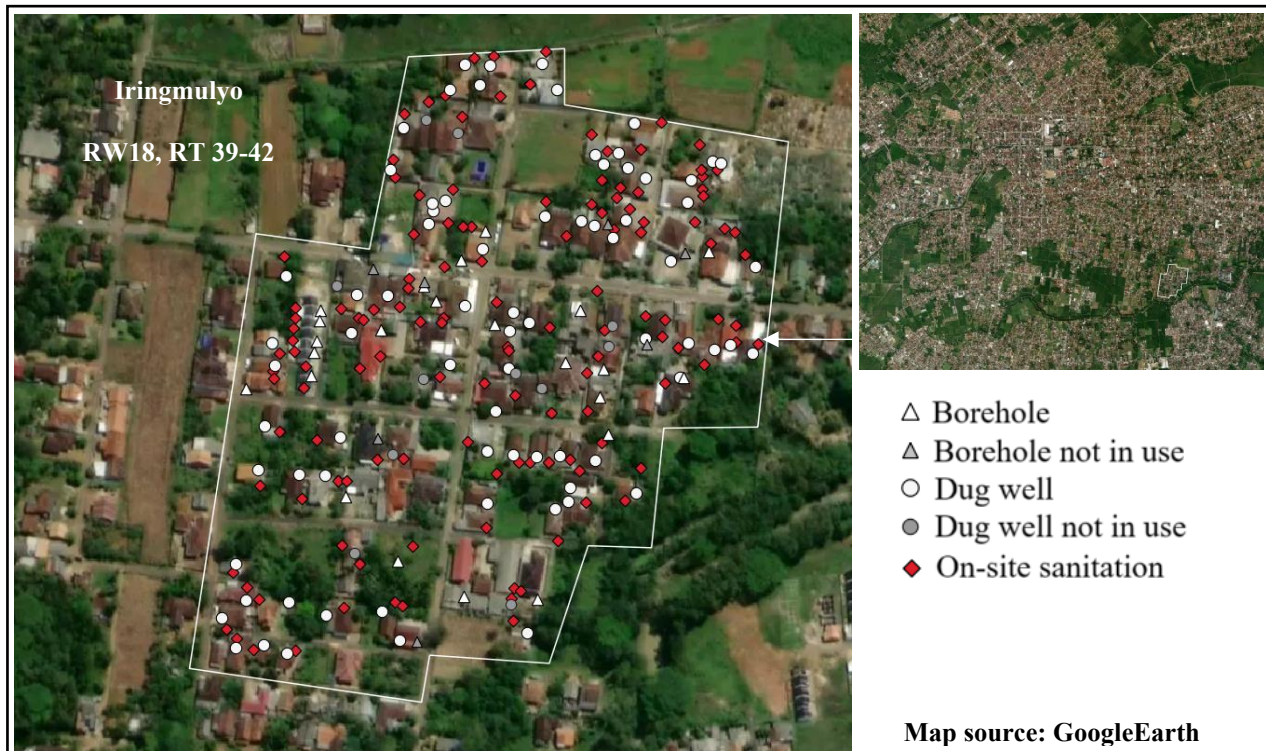 Iringmulyo
RW18, RT 39-42
Borehole
Borehole not in use
Dug well
Dug well not in use
On-site sanitation
Map source: GoogleEarth